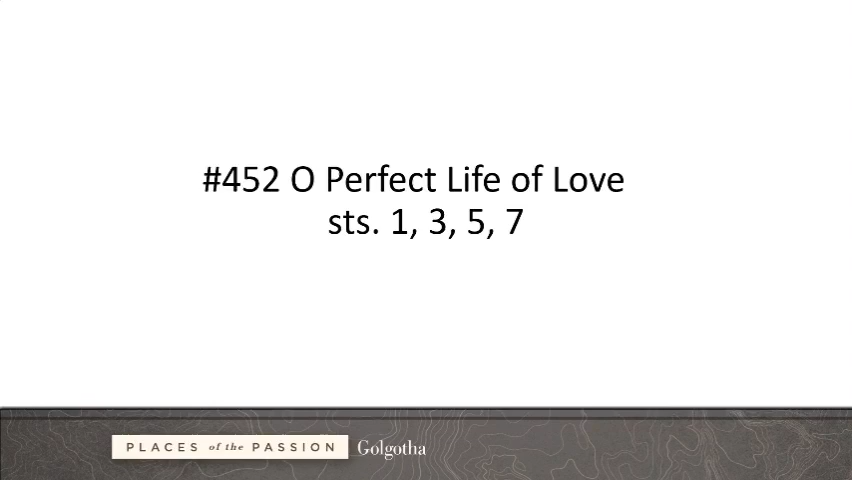 #452 O Perfect Life of Love
sts. 1, 3, 5, 7
PLACES of the PASSION Golgotha